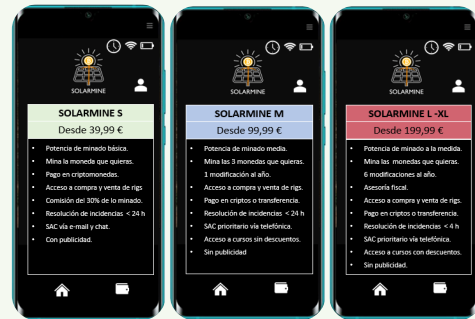 SOLARMINE
SOLARMINE S
Desde 39,99 €
• Potencia de minado básica.
• Mina la moneda que quieras.
• Pago en criptomonedas.
• Acceso a compra y venta de rigs
• Comisión del 30% de lo minado.
• Resolución de incidencias < 24 h
• SAC vía e-mail y chat.
• Con publicidad.
SOLARMINE
SOLARMINE M
Desde 99,99 €
• Potencia de minado media.
• Mina las 3 monedas que quieras.
1 modificación al año.
• Acceso a compra y venta de rigs.
• Pago en criptos o transferencia.
• Resolución de incidencias < 24 h
• SAC prioritario vía telefónica.
• Acceso a cursos sin descuentos.
• Sin publicidad
SOLARMINE
SOLARMINE L -XL
Desde 199,99 €
• Potencia de minado a la medida.
• Mina las monedas que quieras.
6 modificaciones al año.
• Asesoría fiscal.
• Acceso a compra y venta de rigs.
• Pago en criptos o transferencia.
• Resolución de incidencias < 4 h
• SAC prioritario vía telefónica.
• Acceso a cursos con descuentos.
• Sin publicidad.